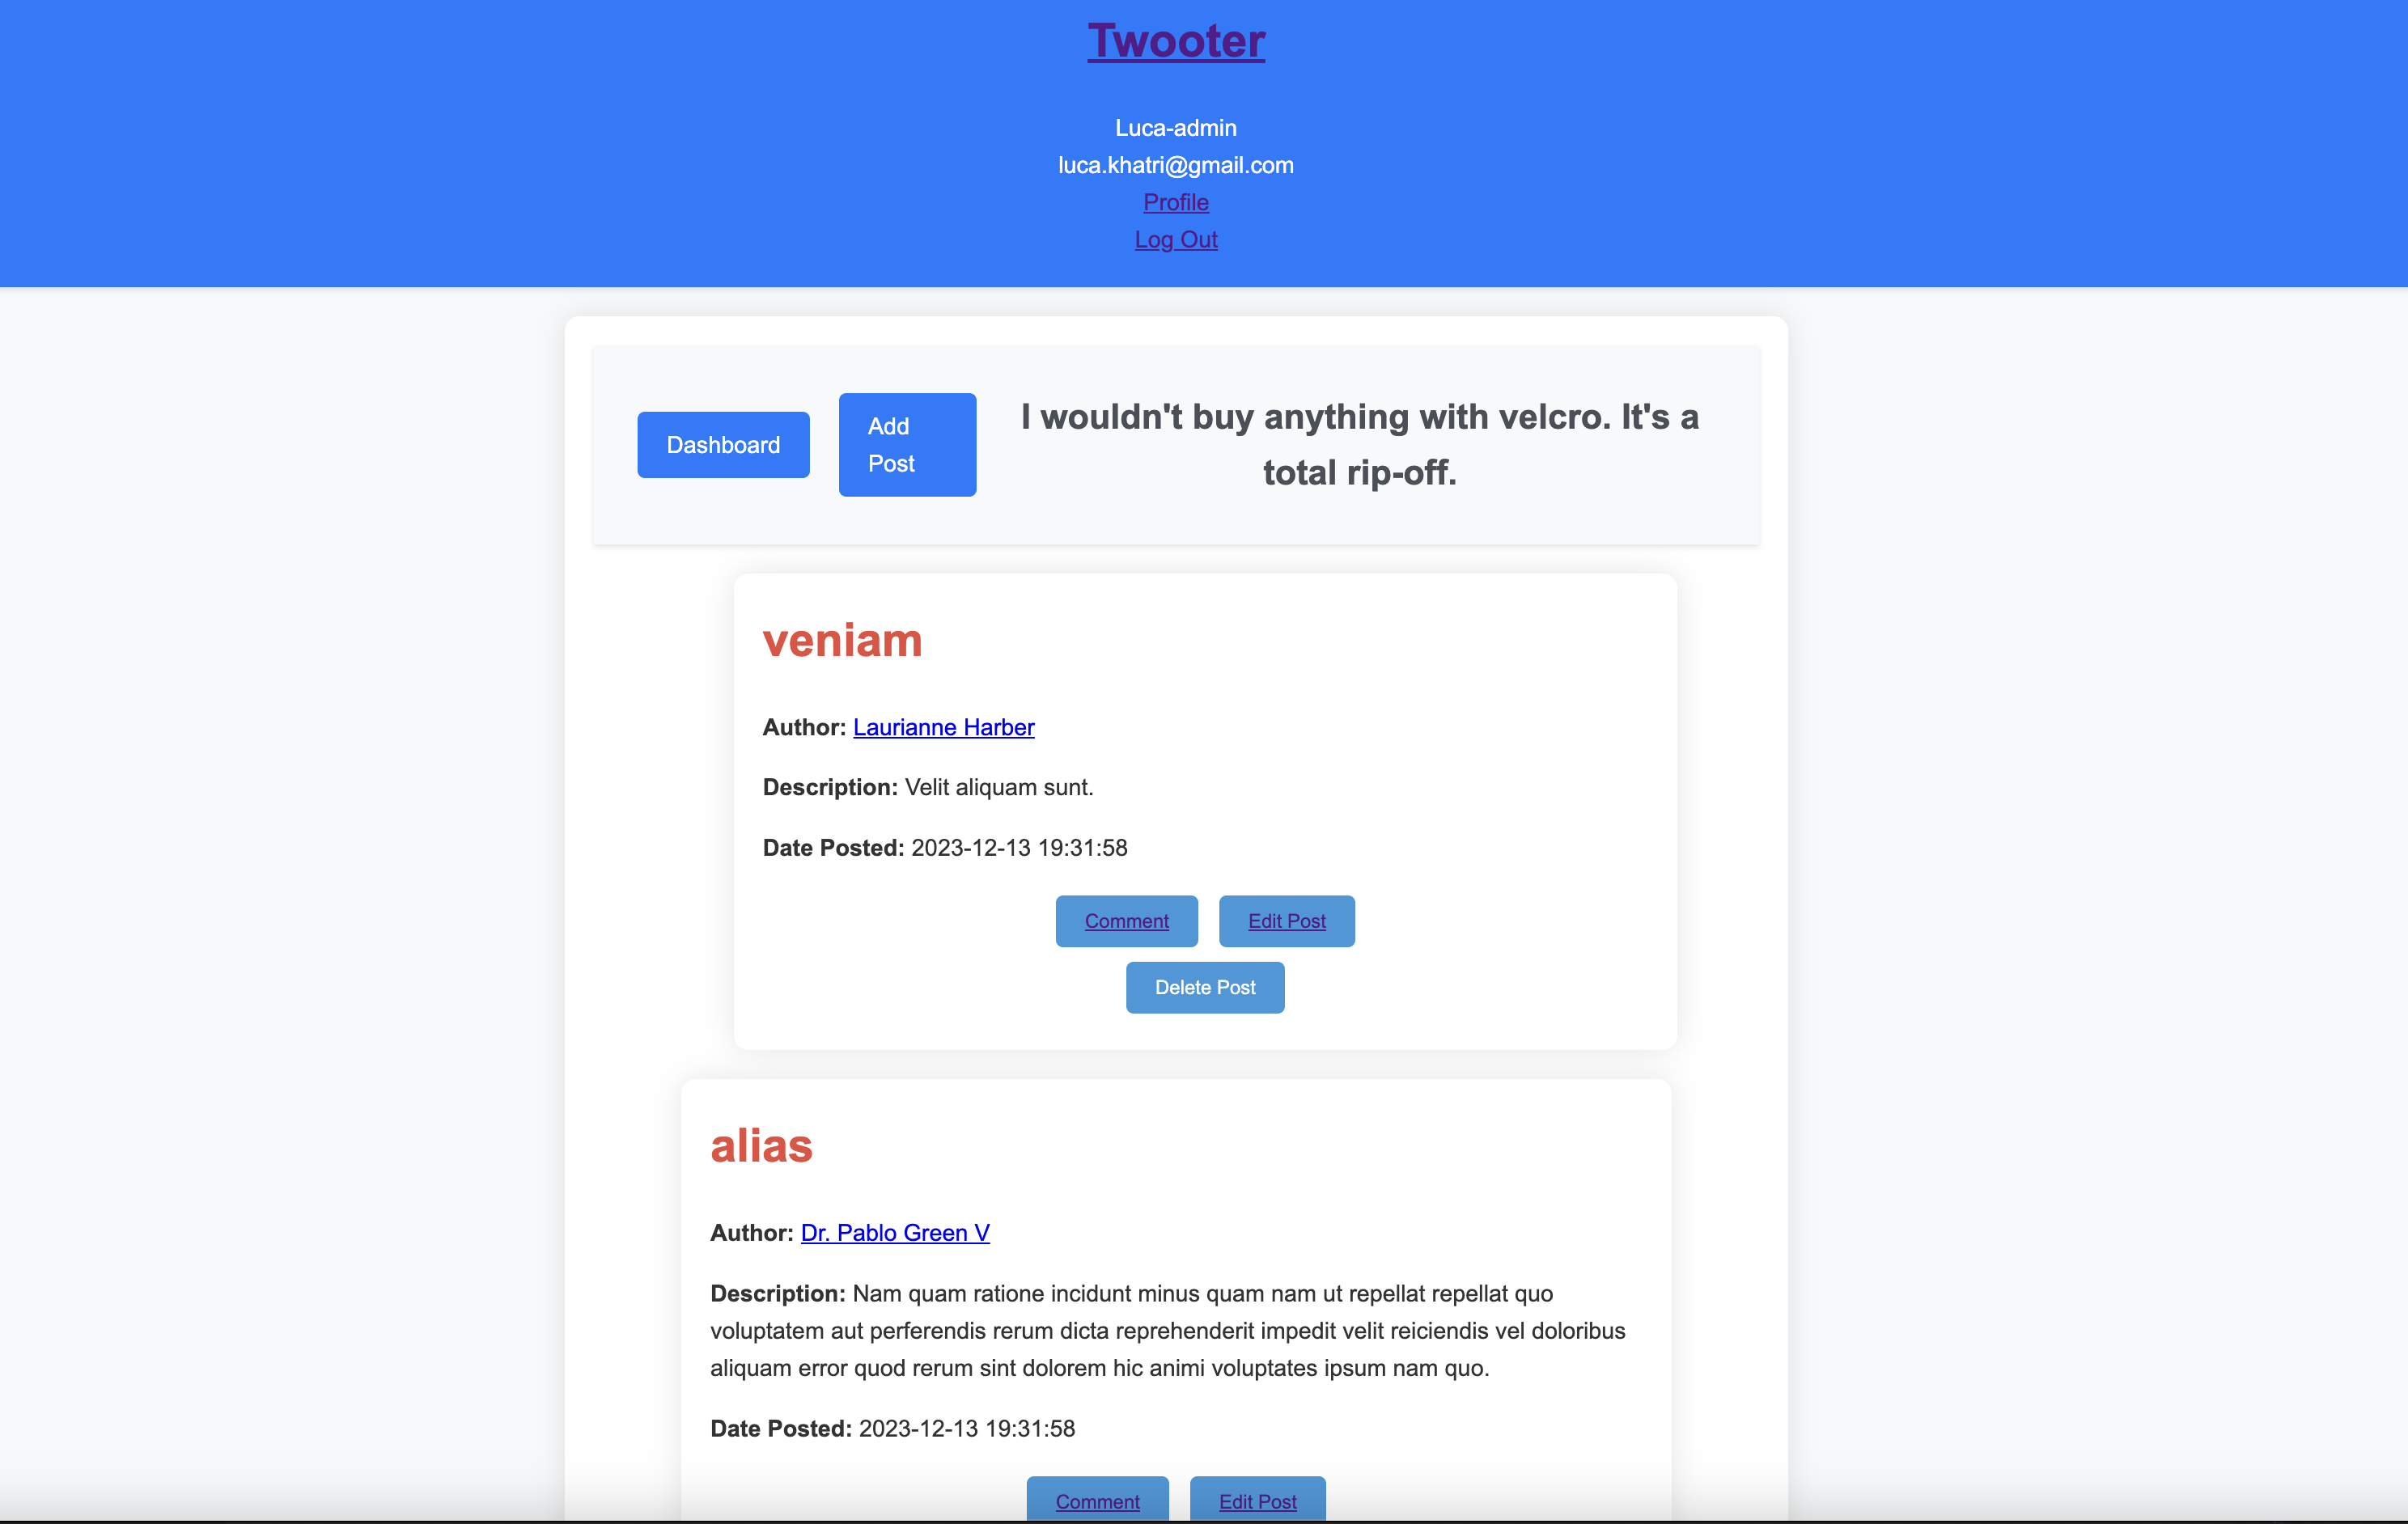 Twooter
Luca-admin
luca.khatri@gmail.com
Profile
Log Out
Dashboard
Add
Post
I wouldn't buy anything with velcro. It's a
total rip-off.
veniam
Author: Laurianne Harber
Description: Velit aliquam sunt.
Date Posted: 2023-12-13 19:31:58
Comment Edit Post
Delete Post
alias
Author: Dr. Pablo Green V
Description: Nam quam ratione incidunt minus quam nam ut repellat repellat quo
voluptatem aut perferendis rerum dicta reprehenderit impedit velit reiciendis vel doloribus
aliquam error quod rerum sint dolorem hic animi voluptates ipsum nam quo.
Date Posted: 2023-12-13 19:31:58
Comment Edit Post